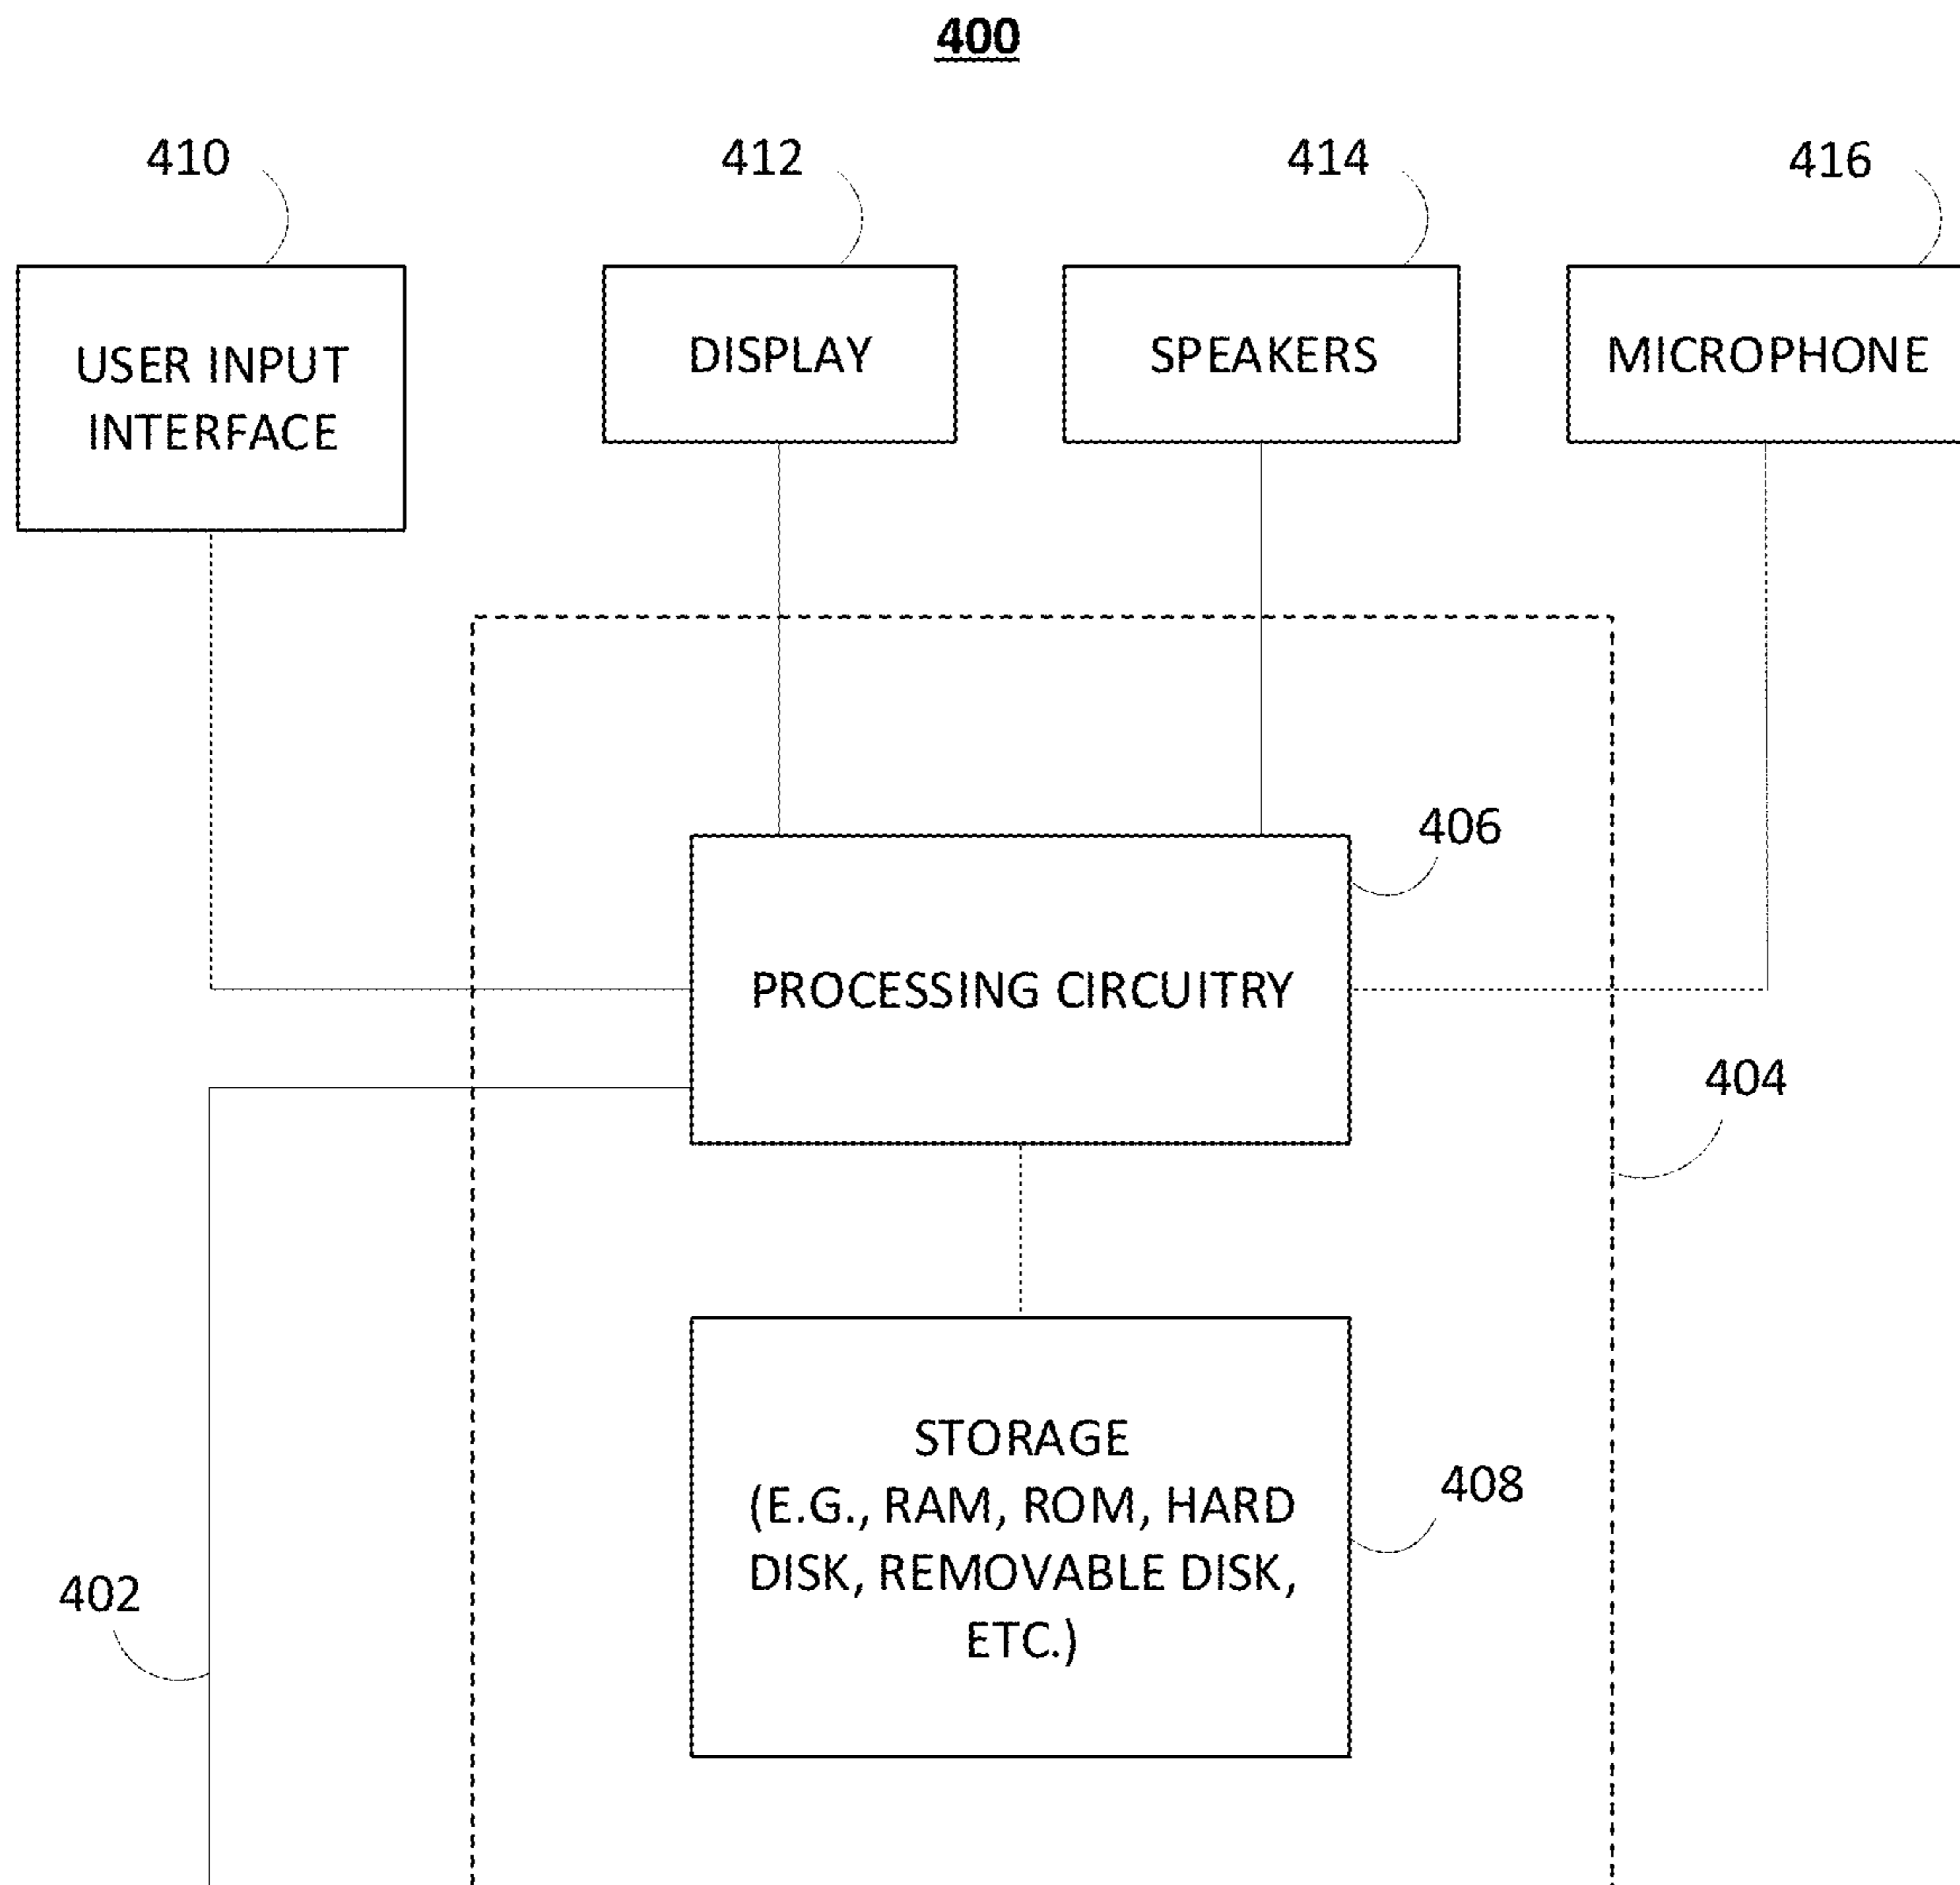 400
410
412
414
416
USER INPUT
INTERFACE
DISPLAY
SPEAKERS
MICROPHONE
406
PROCESSING CIRCUITRY
404
STORAGE
(E.G., RAM, ROM, HARD
DISK, REMOVABLE DISK,
ETC.)
408
402